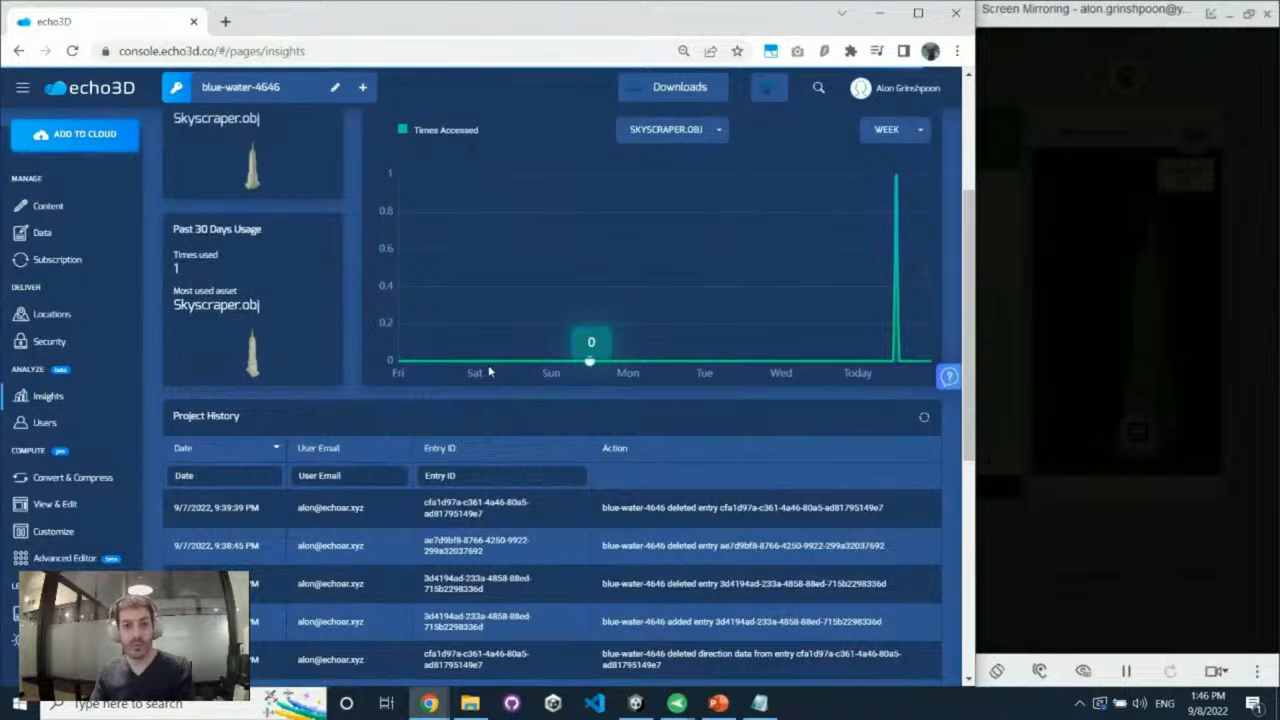 echo3D
Screen Mirroring - alon.grinshpoon@y...
console.echo3d.co/#/pages/insights
echo3D
blue-water-4646
Downloads
Alon Grinshpoon
ADD TO CLOUD
MANAGE
Content
Data
Subscription
DELIVER
Locations
Security
ANALYZE beta
Insights
Users
COMPUTE pro
Convert & Compress
View & Edit
Customize
Advanced Editor beta
Skyscraper.obj
Past 30 Days Usage
Times used
1
Most used asset
Skyscraper.obj
Times Accessed
SKYSCRAPER.OBJ
WEEK
1
0.8
0.6
0.4
0.2
0
0
Fri
Sat
Sun
Mon
Tue
Wed
Today
Project History
Date
User Email
Entry ID
Action
Date
User Email
Entry ID
9/7/2022, 9:39:39 PM
alon@echoar.xyz
cfa1d97a-c361-4a46-80a5-
ad81795149e7
blue-water-4646 deleted entry cfa1d97a-c361-4a46-80a5-ad81795149e7
9/7/2022, 9:38:45 PM
alon@echoar.xyz
ae7d9bf8-8766-4250-9922-
299a32037692
blue-water-4646 deleted entry ae7d9bf8-8766-4250-9922-299a32037692
alon@echoar.xyz
3d4194ad-233a-4858-88ed-
715b2298336d
blue-water-4646 deleted entry 3d4194ad-233a-4858-88ed-715b2298336d
alon@echoar.xyz
3d4194ad-233a-4858-88ed-
715b2298336d
blue-water-4646 added entry 3d4194ad-233a-4858-88ed-715b2298336d
alon@echoar.xyz
cfa1d97a-c361-4a46-80a5-
ad81795149e7
blue-water-4646 deleted direction data from entry cfa1d97a-c361-4a46-80a5-
ad81795149e7
Type here to search
ENG
1:46 PM
9/8/2022